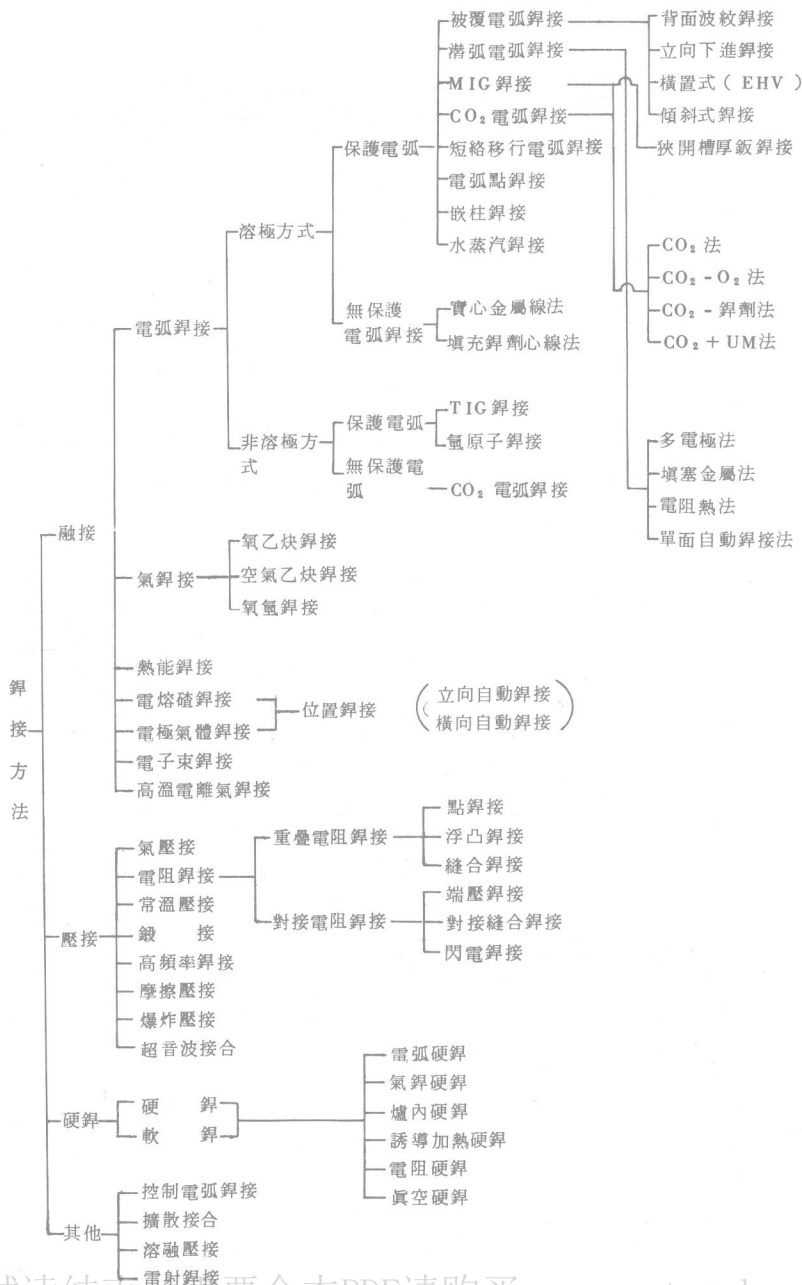 銲接方法
融接
電弧銲接
溶極方式
保護電弧
被覆電弧銲接
背面波紋銲接
立向下進銲接
橫置式(EHV)
傾斜式銲接
潛弧電弧銲接
多電極法
塡塞金屬法
電阻熱法
單面自動銲接法
MIG銲接
狹開槽厚鈑銲接
CO₂電弧銲接
CO₂法
CO₂-O₂法
CO₂-銲劑法
CO₂+UM法
短絡移行電弧銲接
電弧點銲接
嵌柱銲接
水蒸汽銲接
無保護
電弧銲接
實心金屬線法
塡充銲劑心線法
非溶極方
式
保護電弧
TIG銲接
氫原子銲接
無保護電
弧
CO₂電弧銲接
氣銲接
氧乙炔銲接
空氣乙炔銲接
氧氫銲接
熱能銲接
電熔碴銲接
電極氣體銲接
位置銲接
立向自動銲接
橫向自動銲接
電子束銲接
高溫電離氣銲接
壓接
氣壓接
電阻銲接
重疊電阻銲接
點銲接
浮凸銲接
縫合銲接
對接電阻銲接
端壓銲接
對接縫合銲接
閃電銲接
常溫壓接
鍛 接
高頻率銲接
摩擦壓接
爆炸壓接
超音波接合
硬銲
硬 銲
軟 銲
電弧硬銲
氣銲硬銲
爐內硬銲
誘導加熱硬銲
電阻硬銲
眞空硬銲
其他
控制電弧銲接
擴散接合
溶融壓接
雷射銲接